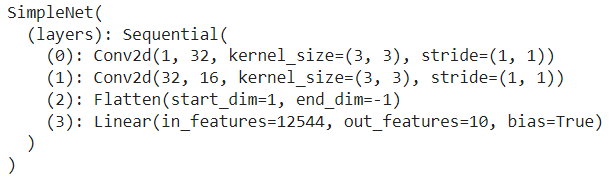 SimpleNet(
  (layers): Sequential(
    (0): Conv2d(1, 32, kernel_size=(3, 3), stride=(1, 1))
    (1): Conv2d(32, 16, kernel_size=(3, 3), stride=(1, 1))
    (2): Flatten(start_dim=1, end_dim=-1)
    (3): Linear(in_features=12544, out_features=10, bias=True)
  )
)